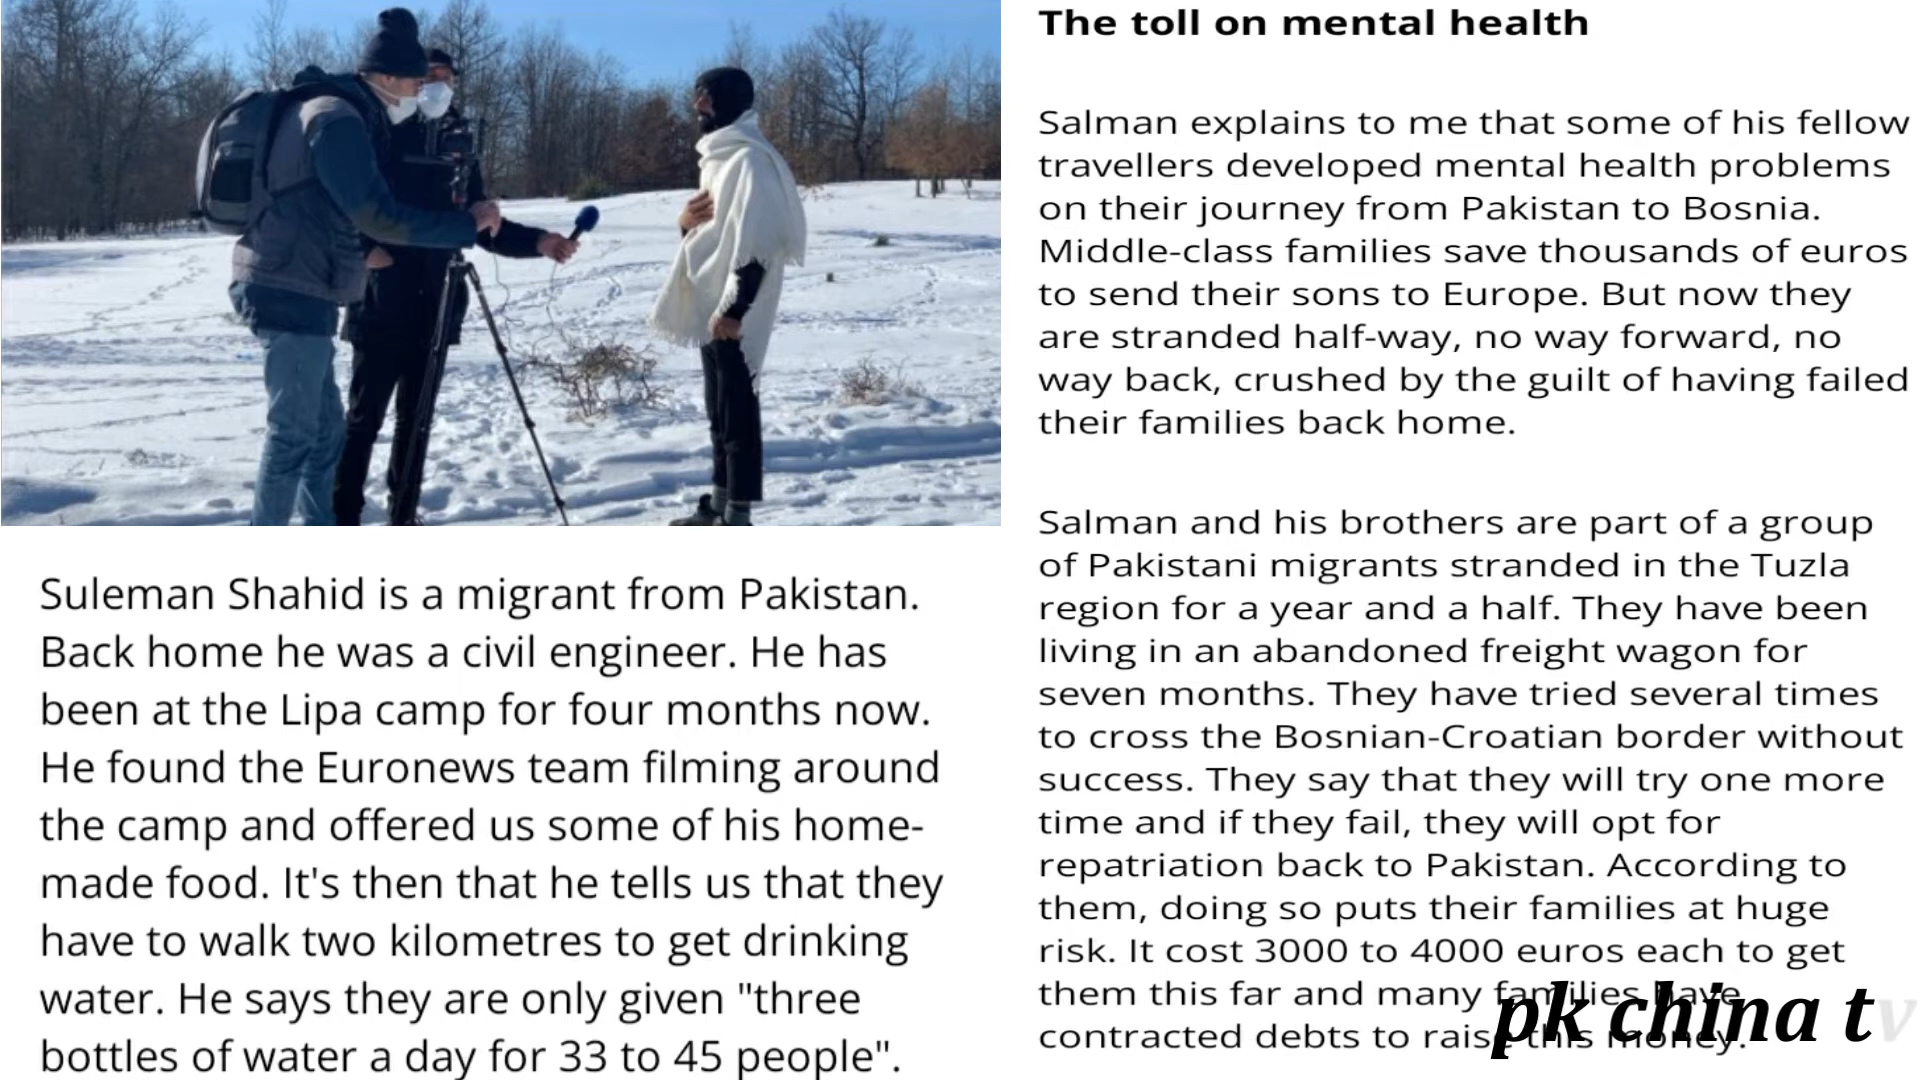 The toll on mental health
Salman explains to me that some of his fellow
travellers developed mental health problems
on their journey from Pakistan to Bosnia.
Middle-class families save thousands of euros
to send their sons to Europe. But now they
are stranded half-way, no way forward, no
way back, crushed by the guilt of having failed
their families back home.
Salman and his brothers are part of a group
of Pakistani migrants stranded in the Tuzla
region for a year and a half. They have been
living in an abandoned freight wagon for
seven months. They have tried several times
to cross the Bosnian-Croatian border without
success. They say that they will try one more
time and if they fail, they will opt for
repatriation back to Pakistan. According to
them, doing so puts their families at huge
risk. It cost 3000 to 4000 euros each to get
them this far and many families have
contracted debts to raise this money.
Suleman Shahid is a migrant from Pakistan.
Back home he was a civil engineer. He has
been at the Lipa camp for four months now.
He found the Euronews team filming around
the camp and offered us some of his home-
made food. It's then that he tells us that they
have to walk two kilometres to get drinking
water. He says they are only given "three
bottles of water a day for 33 to 45 people".
pk china tv